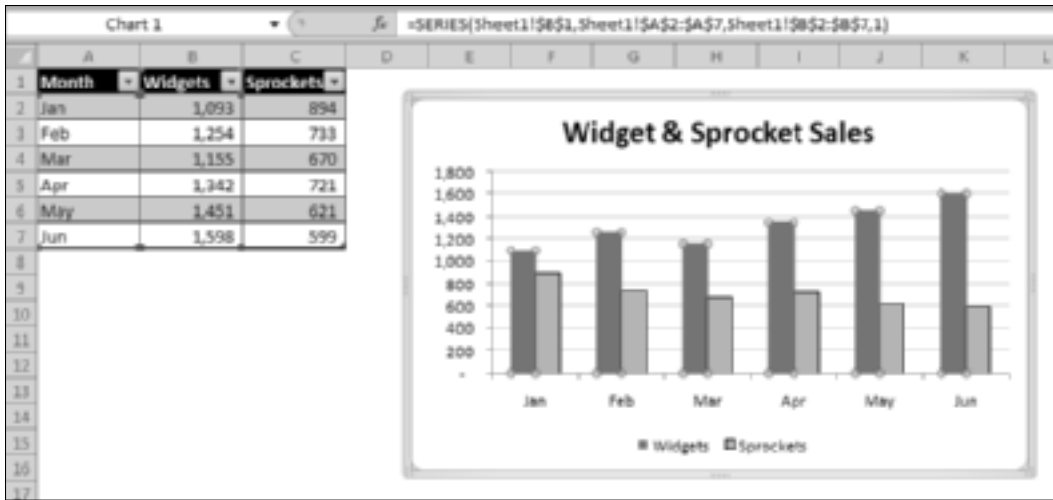 Chart 1 fx =SERIES(Sheet1!$B$1,Sheet1!$A$2:$A$7,Sheet1!$B$2:$B$7,1)
A B C D E F G H I J K L
1 Month Widgets Sprockets
2 Jan 1,093 894
3 Feb 1,254 733
4 Mar 1,155 670
5 Apr 1,342 721
6 May 1,451 621
7 Jun 1,598 599
8
9
10
11
12
13
14
15
16
17
Widget & Sprocket Sales
1,800
1,600
1,400
1,200
1,000
800
600
400
200
-
Jan Feb Mar Apr May Jun
Widgets Sprockets